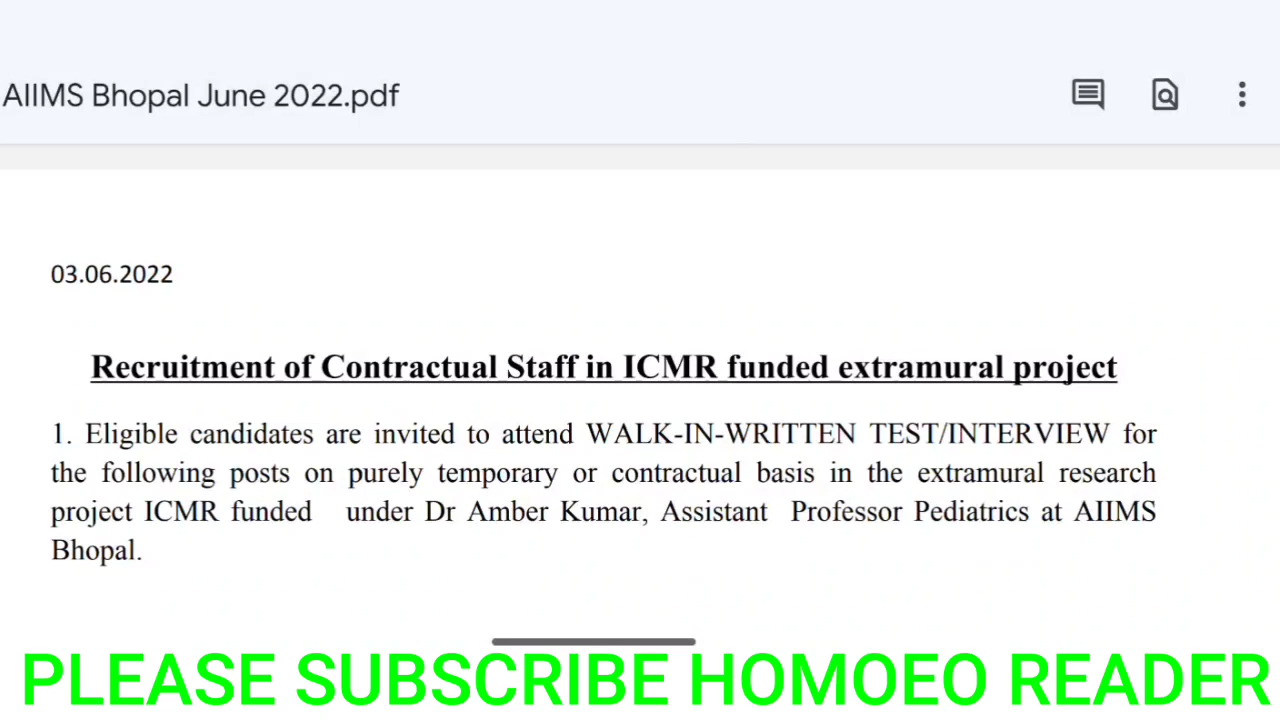 AIIMS Bhopal June 2022.pdf
03.06.2022
Recruitment of Contractual Staff in ICMR funded extramural project
1. Eligible candidates are invited to attend WALK-IN-WRITTEN TEST/INTERVIEW for
the following posts on purely temporary or contractual basis in the extramural research
project ICMR funded under Dr Amber Kumar, Assistant Professor Pediatrics at AIIMS
Bhopal.
PLEASE SUBSCRIBE HOMOEO READER